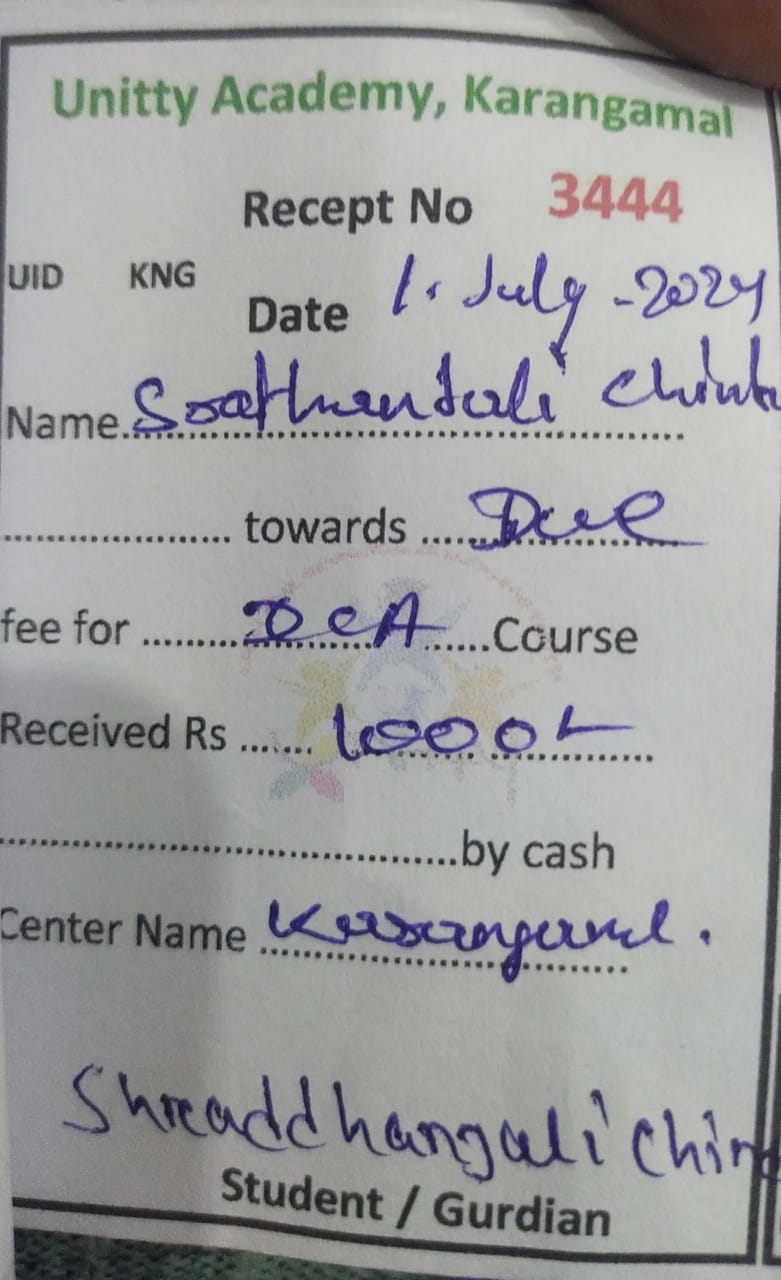 Unitty Academy, Karangamal
Recept No 3444
UID KNG
Date 1. July -2024
Name
towards Due
fee for DCA Course
Received Rs 1000/-
by cash
Center Name Karangamal.
Shreaddhangali
Student / Gurdian